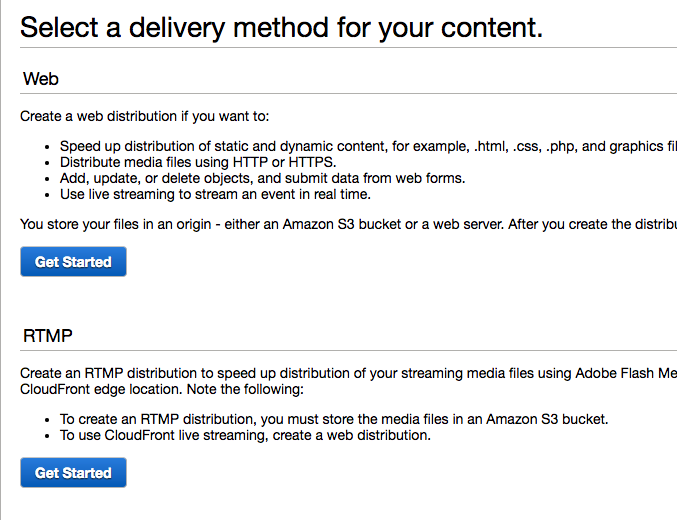 Select a delivery method for your content.
Web
Create a web distribution if you want to:
• Speed up distribution of static and dynamic content, for example, .html, .css, .php, and graphics
• Distribute media files using HTTP or HTTPS.
• Add, update, or delete objects, and submit data from web forms.
• Use live streaming to stream an event in real time.
You store your files in an origin - either an Amazon S3 bucket or a web server. After you create the
Get Started
RTMP
Create an RTMP distribution to speed up distribution of your streaming media files using Adobe Flash
CloudFront edge location. Note the following:
• To create an RTMP distribution, you must store the media files in an Amazon S3 bucket.
• To use CloudFront live streaming, create a web distribution.
Get Started